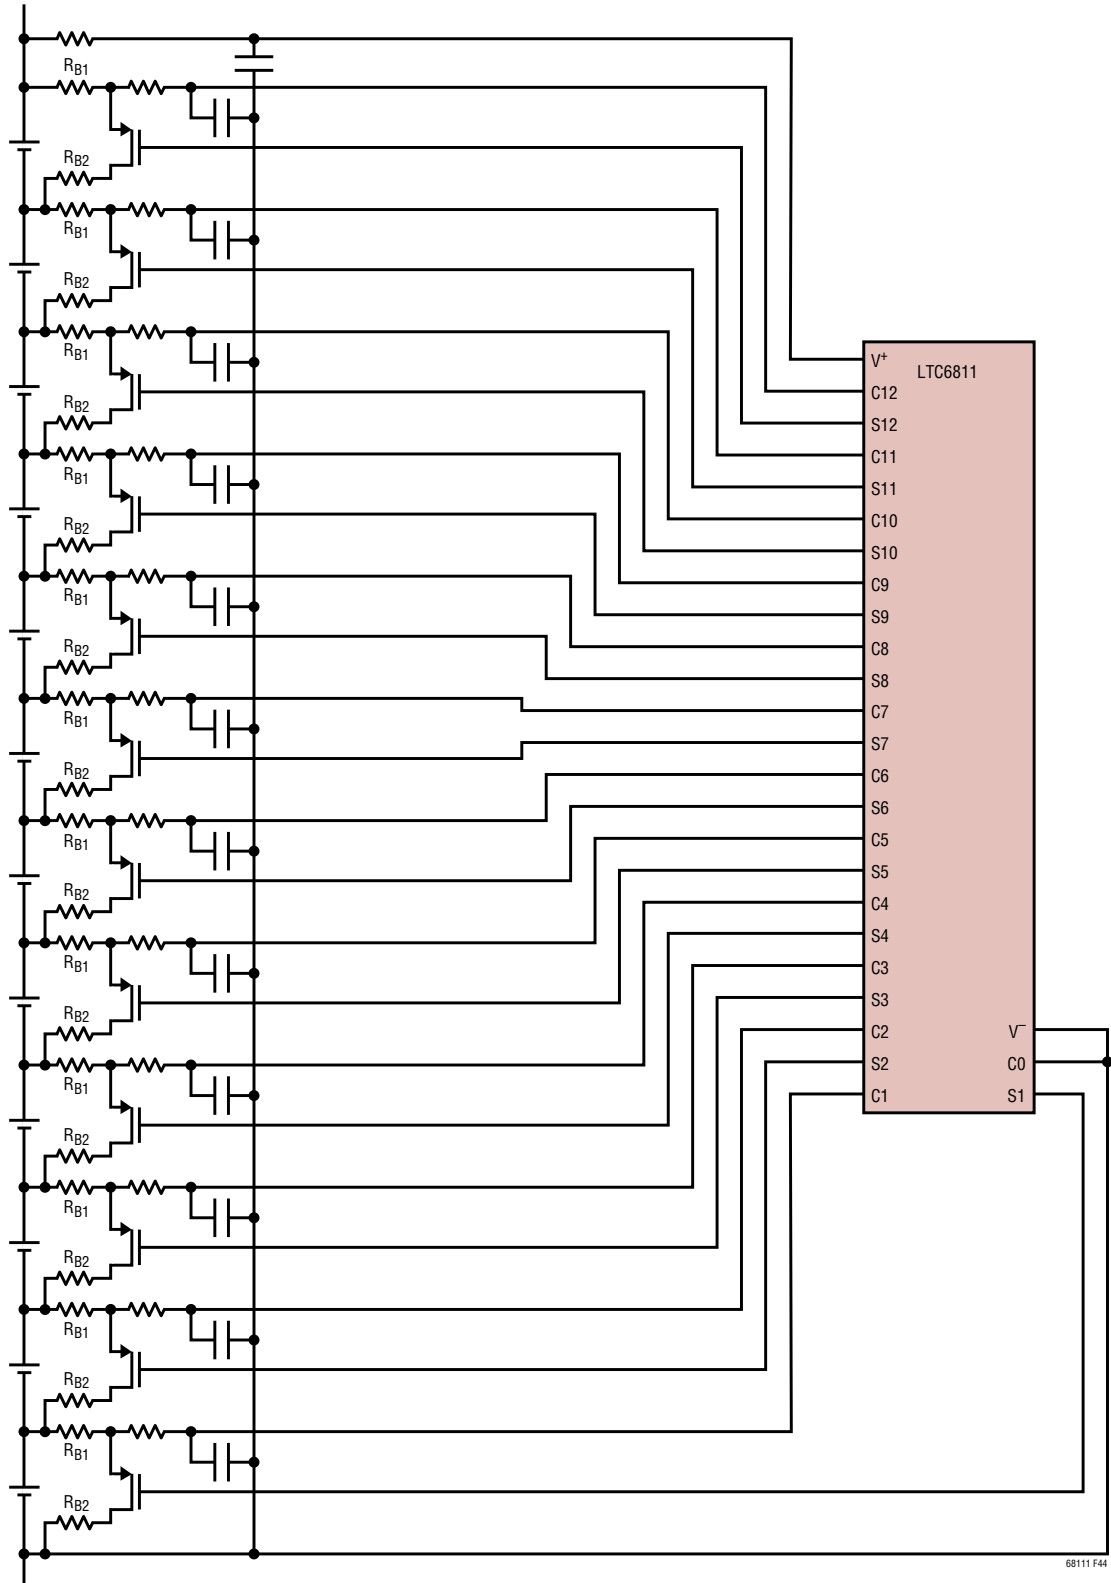 RB1
RB2
RB1
RB2
RB1
RB2
RB1
RB2
RB1
RB2
RB1
RB2
RB1
RB2
RB1
RB2
RB1
RB2
RB1
RB2
RB1
RB2
RB1
RB2
LTC6811
V+
C12
S12
C11
S11
C10
S10
C9
S9
C8
S8
C7
S7
C6
S6
C5
S5
C4
S4
C3
S3
C2
S2
C1
V−
C0
S1
68111 F44